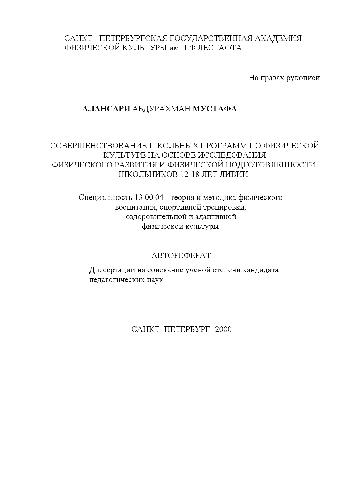 САНКТ - ПЕТЕРБУРГСКАЯ ГОСУДАРСТВЕННАЯ АКАДЕМИЯ
ФИЗИЧЕСКОЙ КУЛЬТУРЫ им. П.Ф.ЛЕСГАФТА
На правах рукописи
АЛАНСАРИ АБДУРАХМАН МУСТАФА
СОВЕРШЕНСТВОВАНИЕ ШКОЛЬНЫХ ПРОГРАММ ПО ФИЗИЧЕСКОЙ
КУЛЬТУРЕ НА ОСНОВЕ ИССЛЕДОВАНИЯ
ФИЗИЧЕСКОГО РАЗВИТИЯ И ФИЗИЧЕСКОЙ ПОДГОТОВЛЕННОСТИ
ШКОЛЬНИКОВ 12-18 ЛЕТ ЛИВИИ
Специальность 13.00.04 - теория и методика физического
воспитания, спортивной тренировки,
оздоровительной и адаптивной
физической культуры
АВТОРЕФЕРАТ
Диссертации на соискание ученой степени кандидата
педагогических наук
САНКТ- ПЕТЕРБУРГ -2000